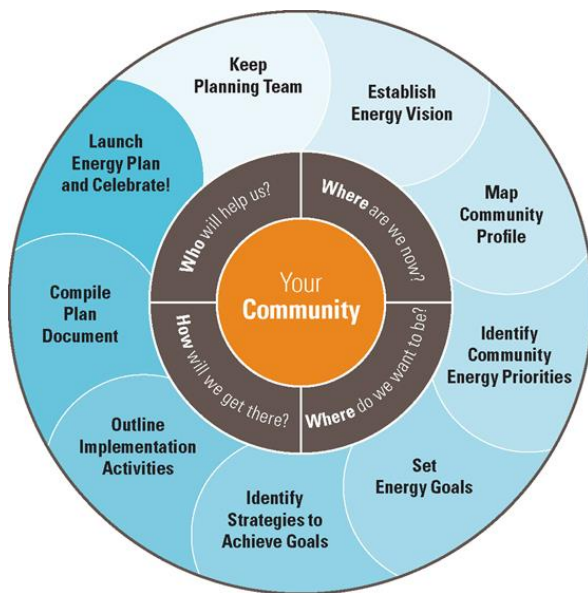 Keep
Planning Team
Establish
Energy Vision
Map
Community
Profile
Identify
Community
Energy Priorities
Set
Energy Goals
Identify
Strategies to
Achieve Goals
Outline
Implementation
Activities
Compile
Plan
Document
Launch
Energy Plan
and Celebrate!
Who will help us?
Where are we now?
Where do we want to be?
How will we get there?
Your
Community